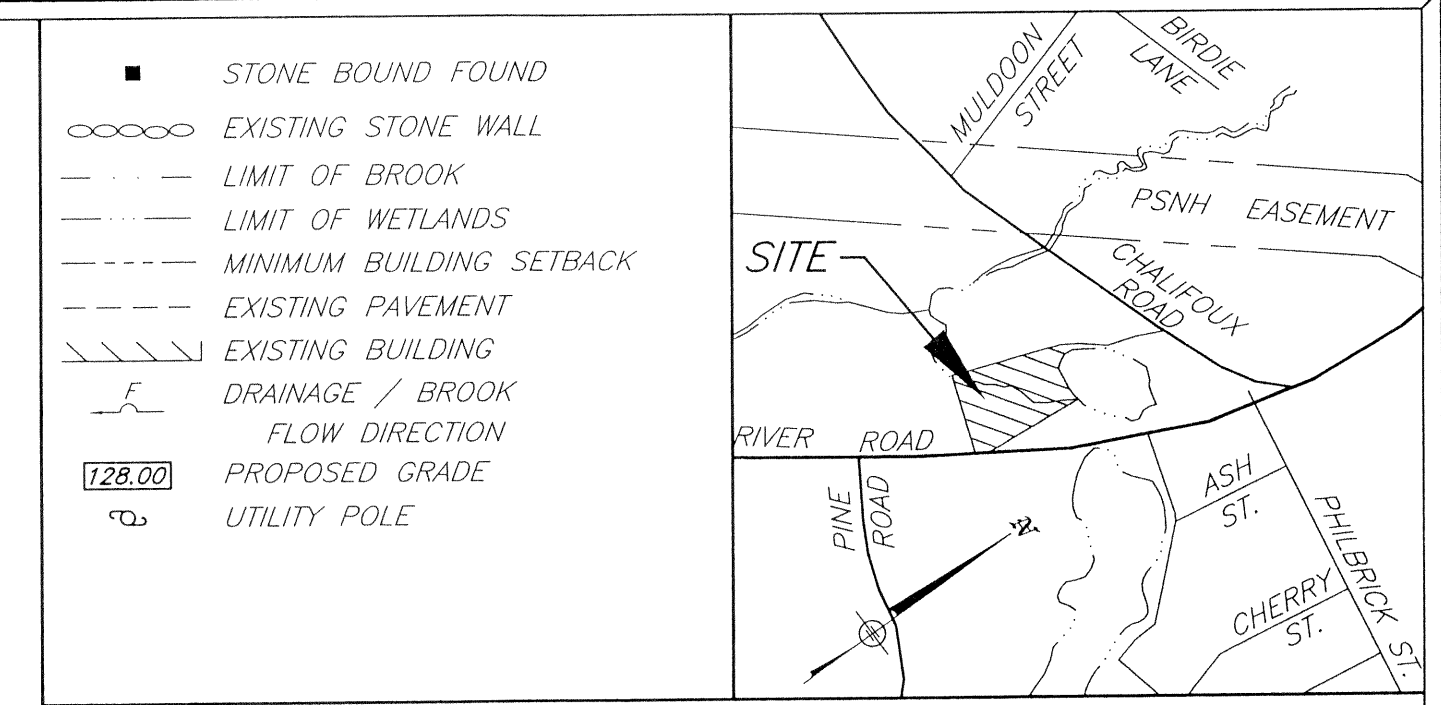 STONE BOUND FOUND
EXISTING STONE WALL
LIMIT OF BROOK
LIMIT OF WETLANDS
MINIMUM BUILDING SETBACK
EXISTING PAVEMENT
EXISTING BUILDING
F
DRAINAGE / BROOK
FLOW DIRECTION
128.00
PROPOSED GRADE
UTILITY POLE
MULDOON
STREET
BIRDIE
LANE
PSNH EASEMENT
SITE
CHALIFOUX
ROAD
RIVER ROAD
PINE
ROAD
N
ASH
ST.
PHILBRICK ST.
CHERRY
ST.